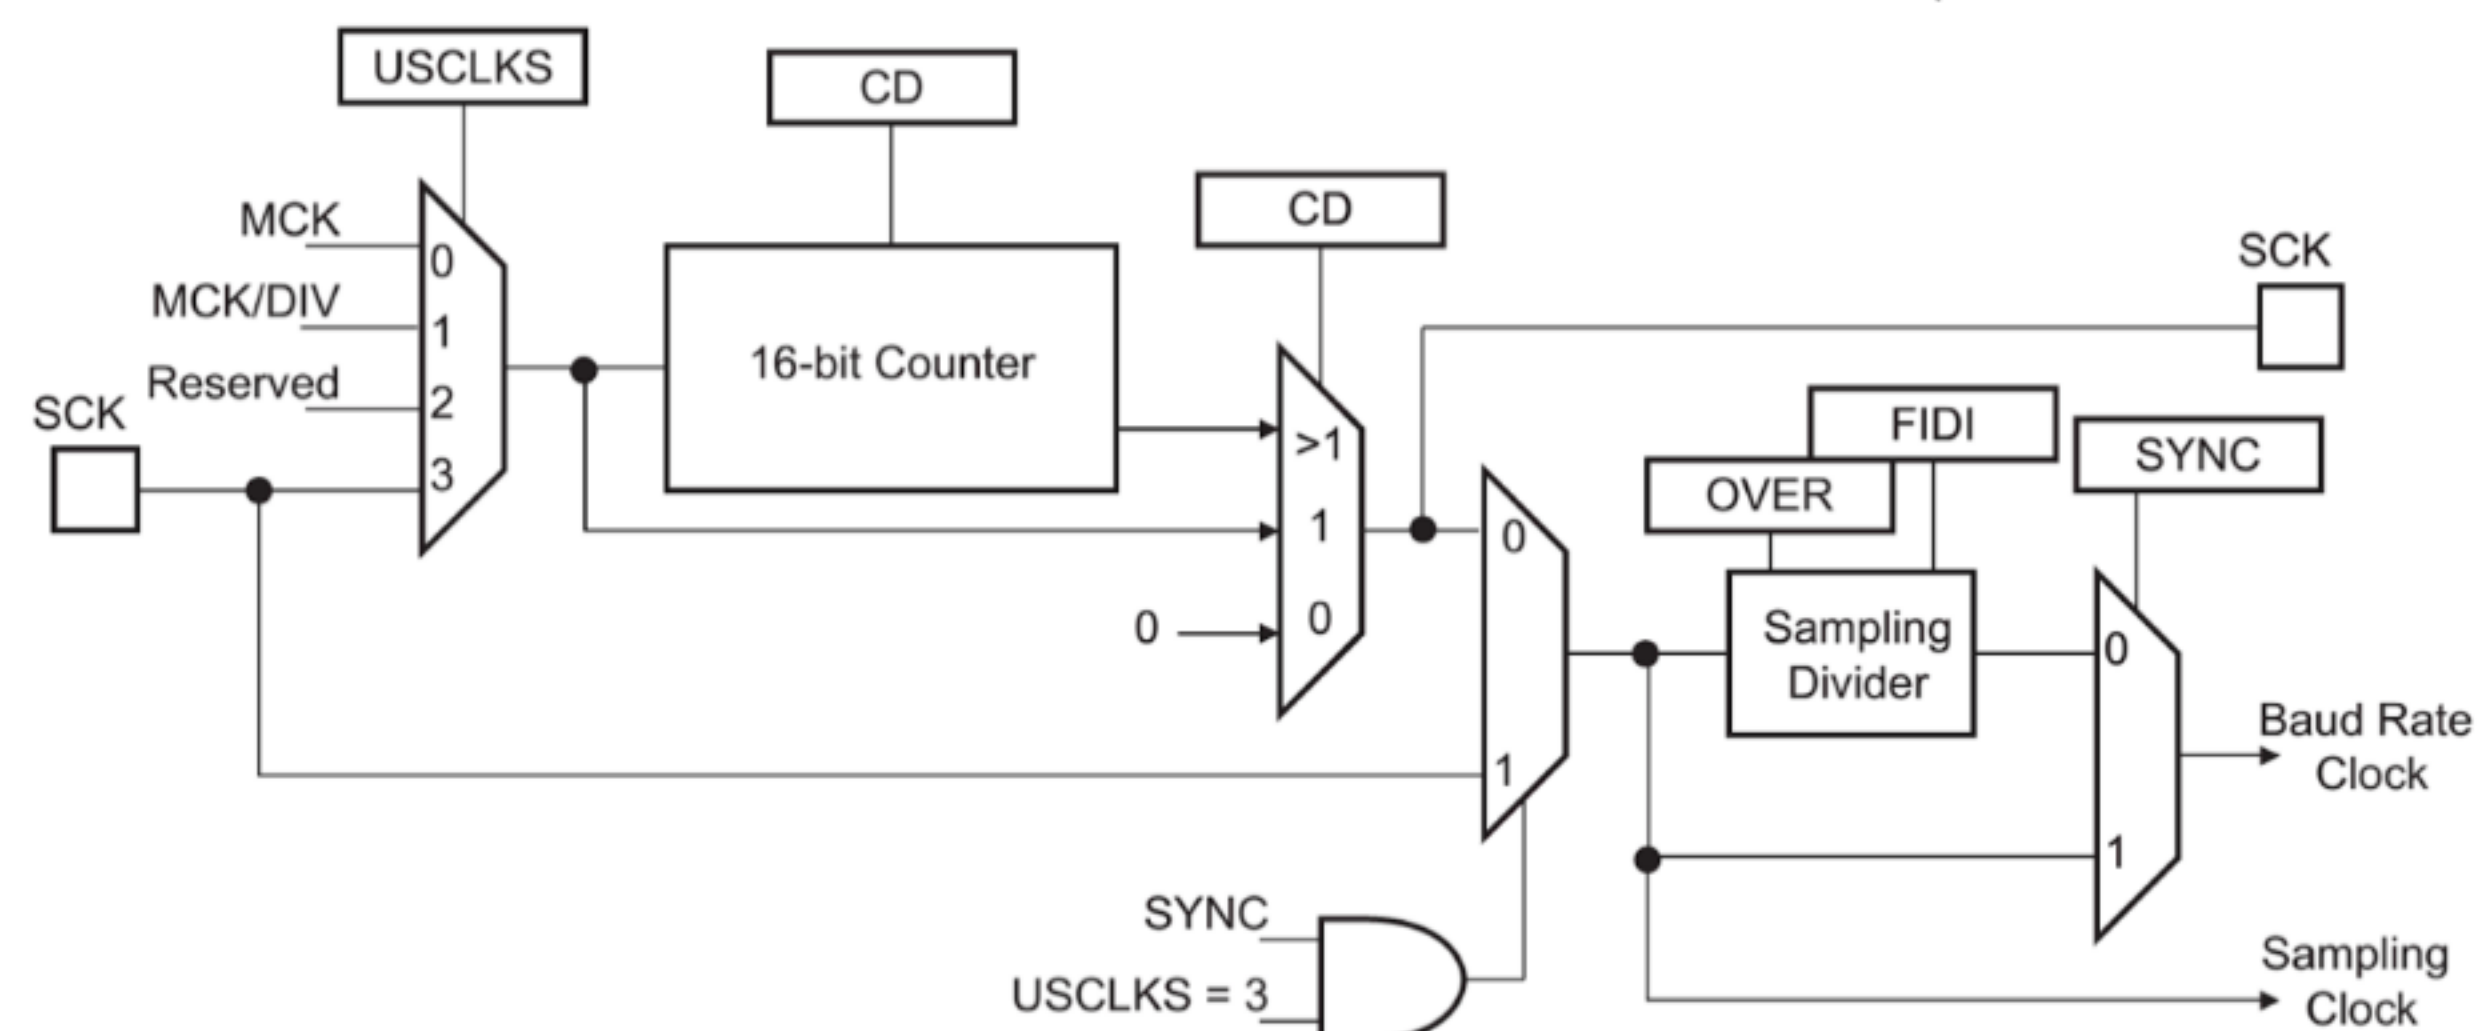 USCLKS
CD
CD
MCK
0
MCK/DIV
1
Reserved
2
SCK
3
16-bit Counter
>1
1
0
0
SCK
FIDI
OVER
SYNC
0
1
Sampling
Divider
0
1
Baud Rate
Clock
SYNC
USCLKS = 3
Sampling
Clock